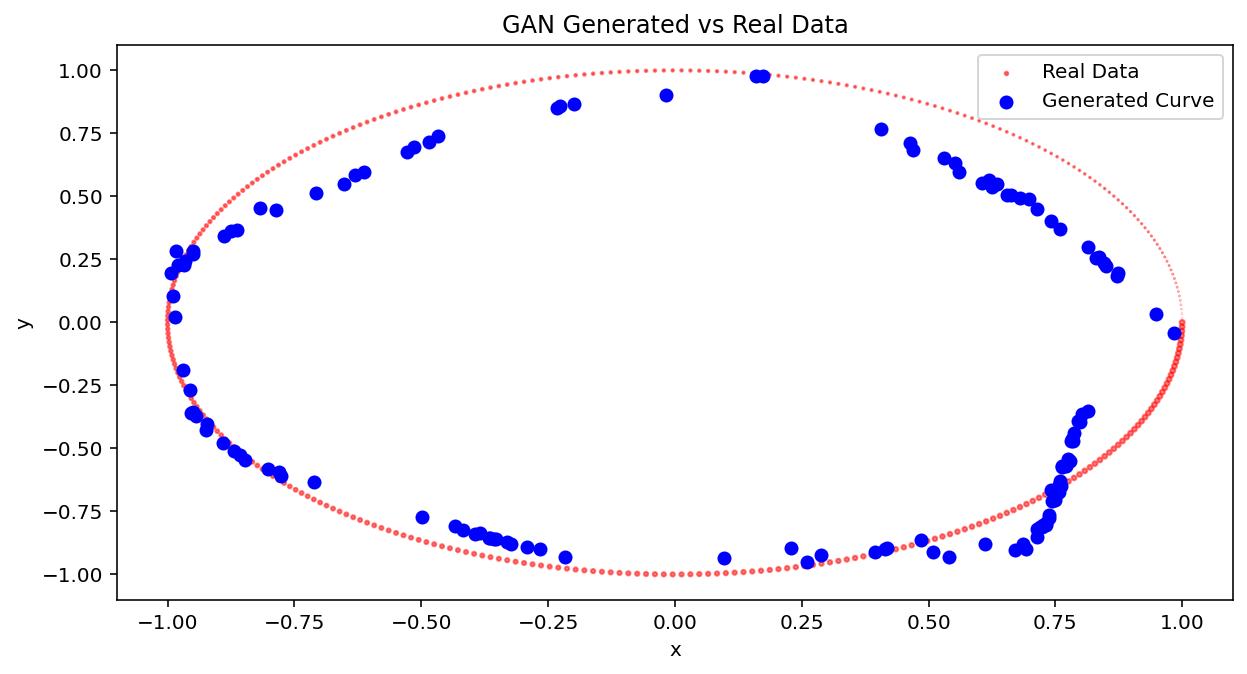 GAN Generated vs Real Data
Real Data
Generated Curve
1.00
0.75
0.50
0.25
0.00
−0.25
−0.50
−0.75
−1.00
y
−1.00 −0.75 −0.50 −0.25 0.00 0.25 0.50 0.75 1.00
x